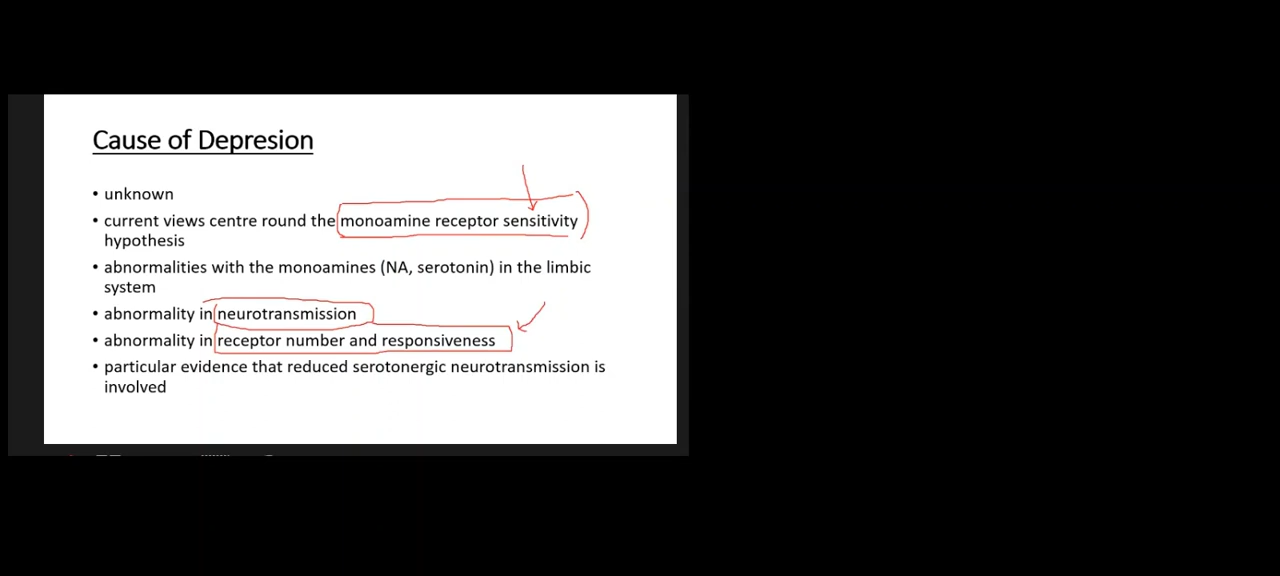 Cause of Depresion
• unknown
• current views centre round the monoamine receptor sensitivity
hypothesis
• abnormalities with the monoamines (NA, serotonin) in the limbic
system
• abnormality in neurotransmission
• abnormality in receptor number and responsiveness
• particular evidence that reduced serotonergic neurotransmission is
involved